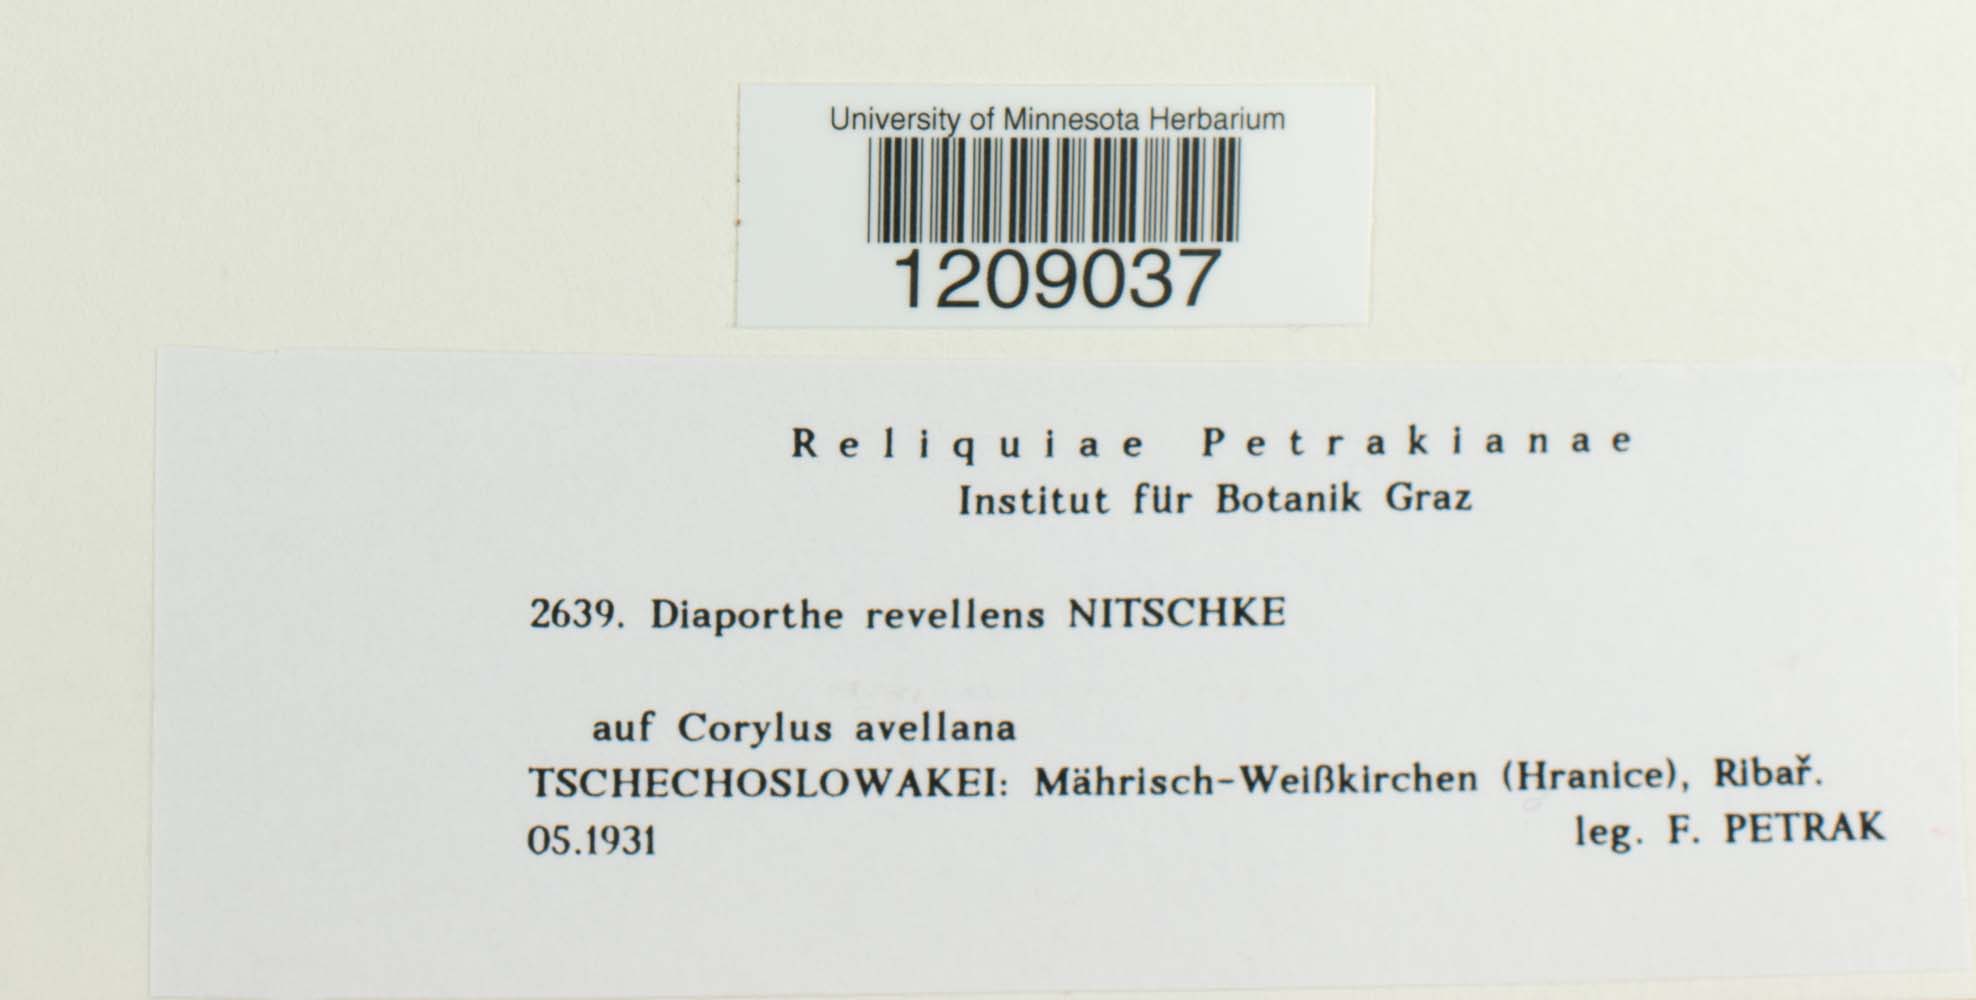 University of Minnesota Herbarium
1209037
Reliquiae Petrakianae
Institut für Botanik Graz
2639. Diaporthe revellens NITSCHKE
auf Corylus avellana
TSCHECHOSLOWAKEI: Mährisch-Weißkirchen (Hranice), Ribař.
05.1931
leg. F. PETRAK